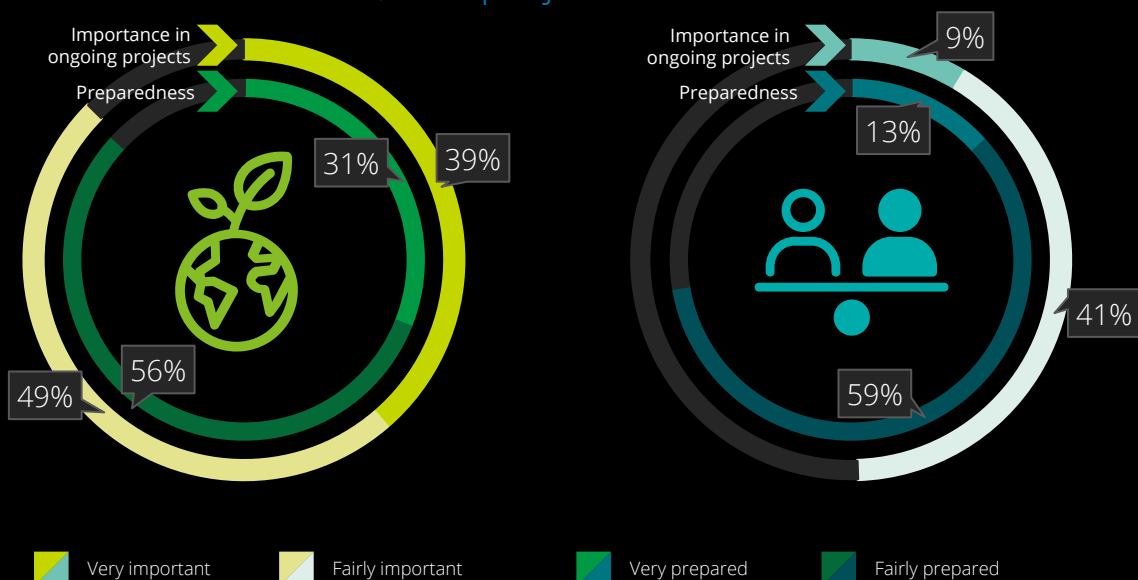 Importance in
ongoing projects
Preparedness
31%
39%
49%
56%
Importance in
ongoing projects
Preparedness
9%
13%
41%
59%
Very important
Fairly important
Very prepared
Fairly prepared